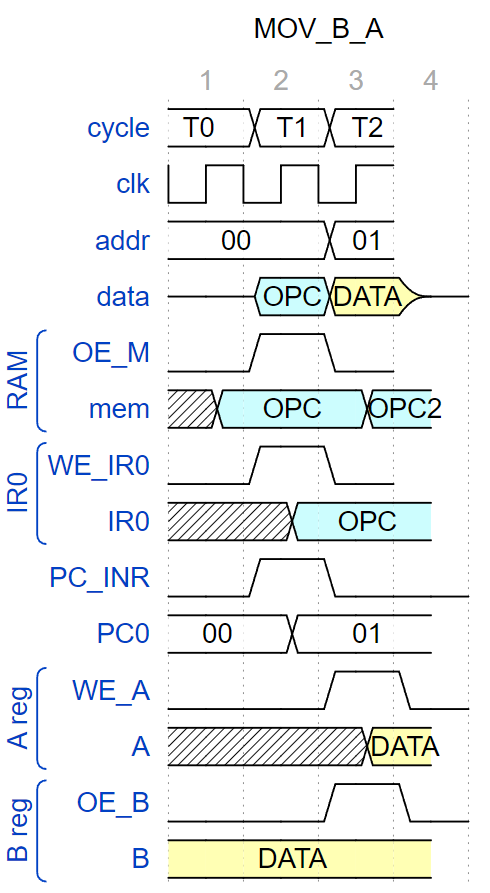 MOV_B_A
1 2 3 4
cycle T0 T1 T2
clk
addr 00 01
data OPC DATA
RAM
OE_M
mem OPC OPC2
IR0
WE_IR0
IR0 OPC
PC_INR
PC0 00 01
A reg
WE_A
A DATA
B reg
OE_B
B DATA